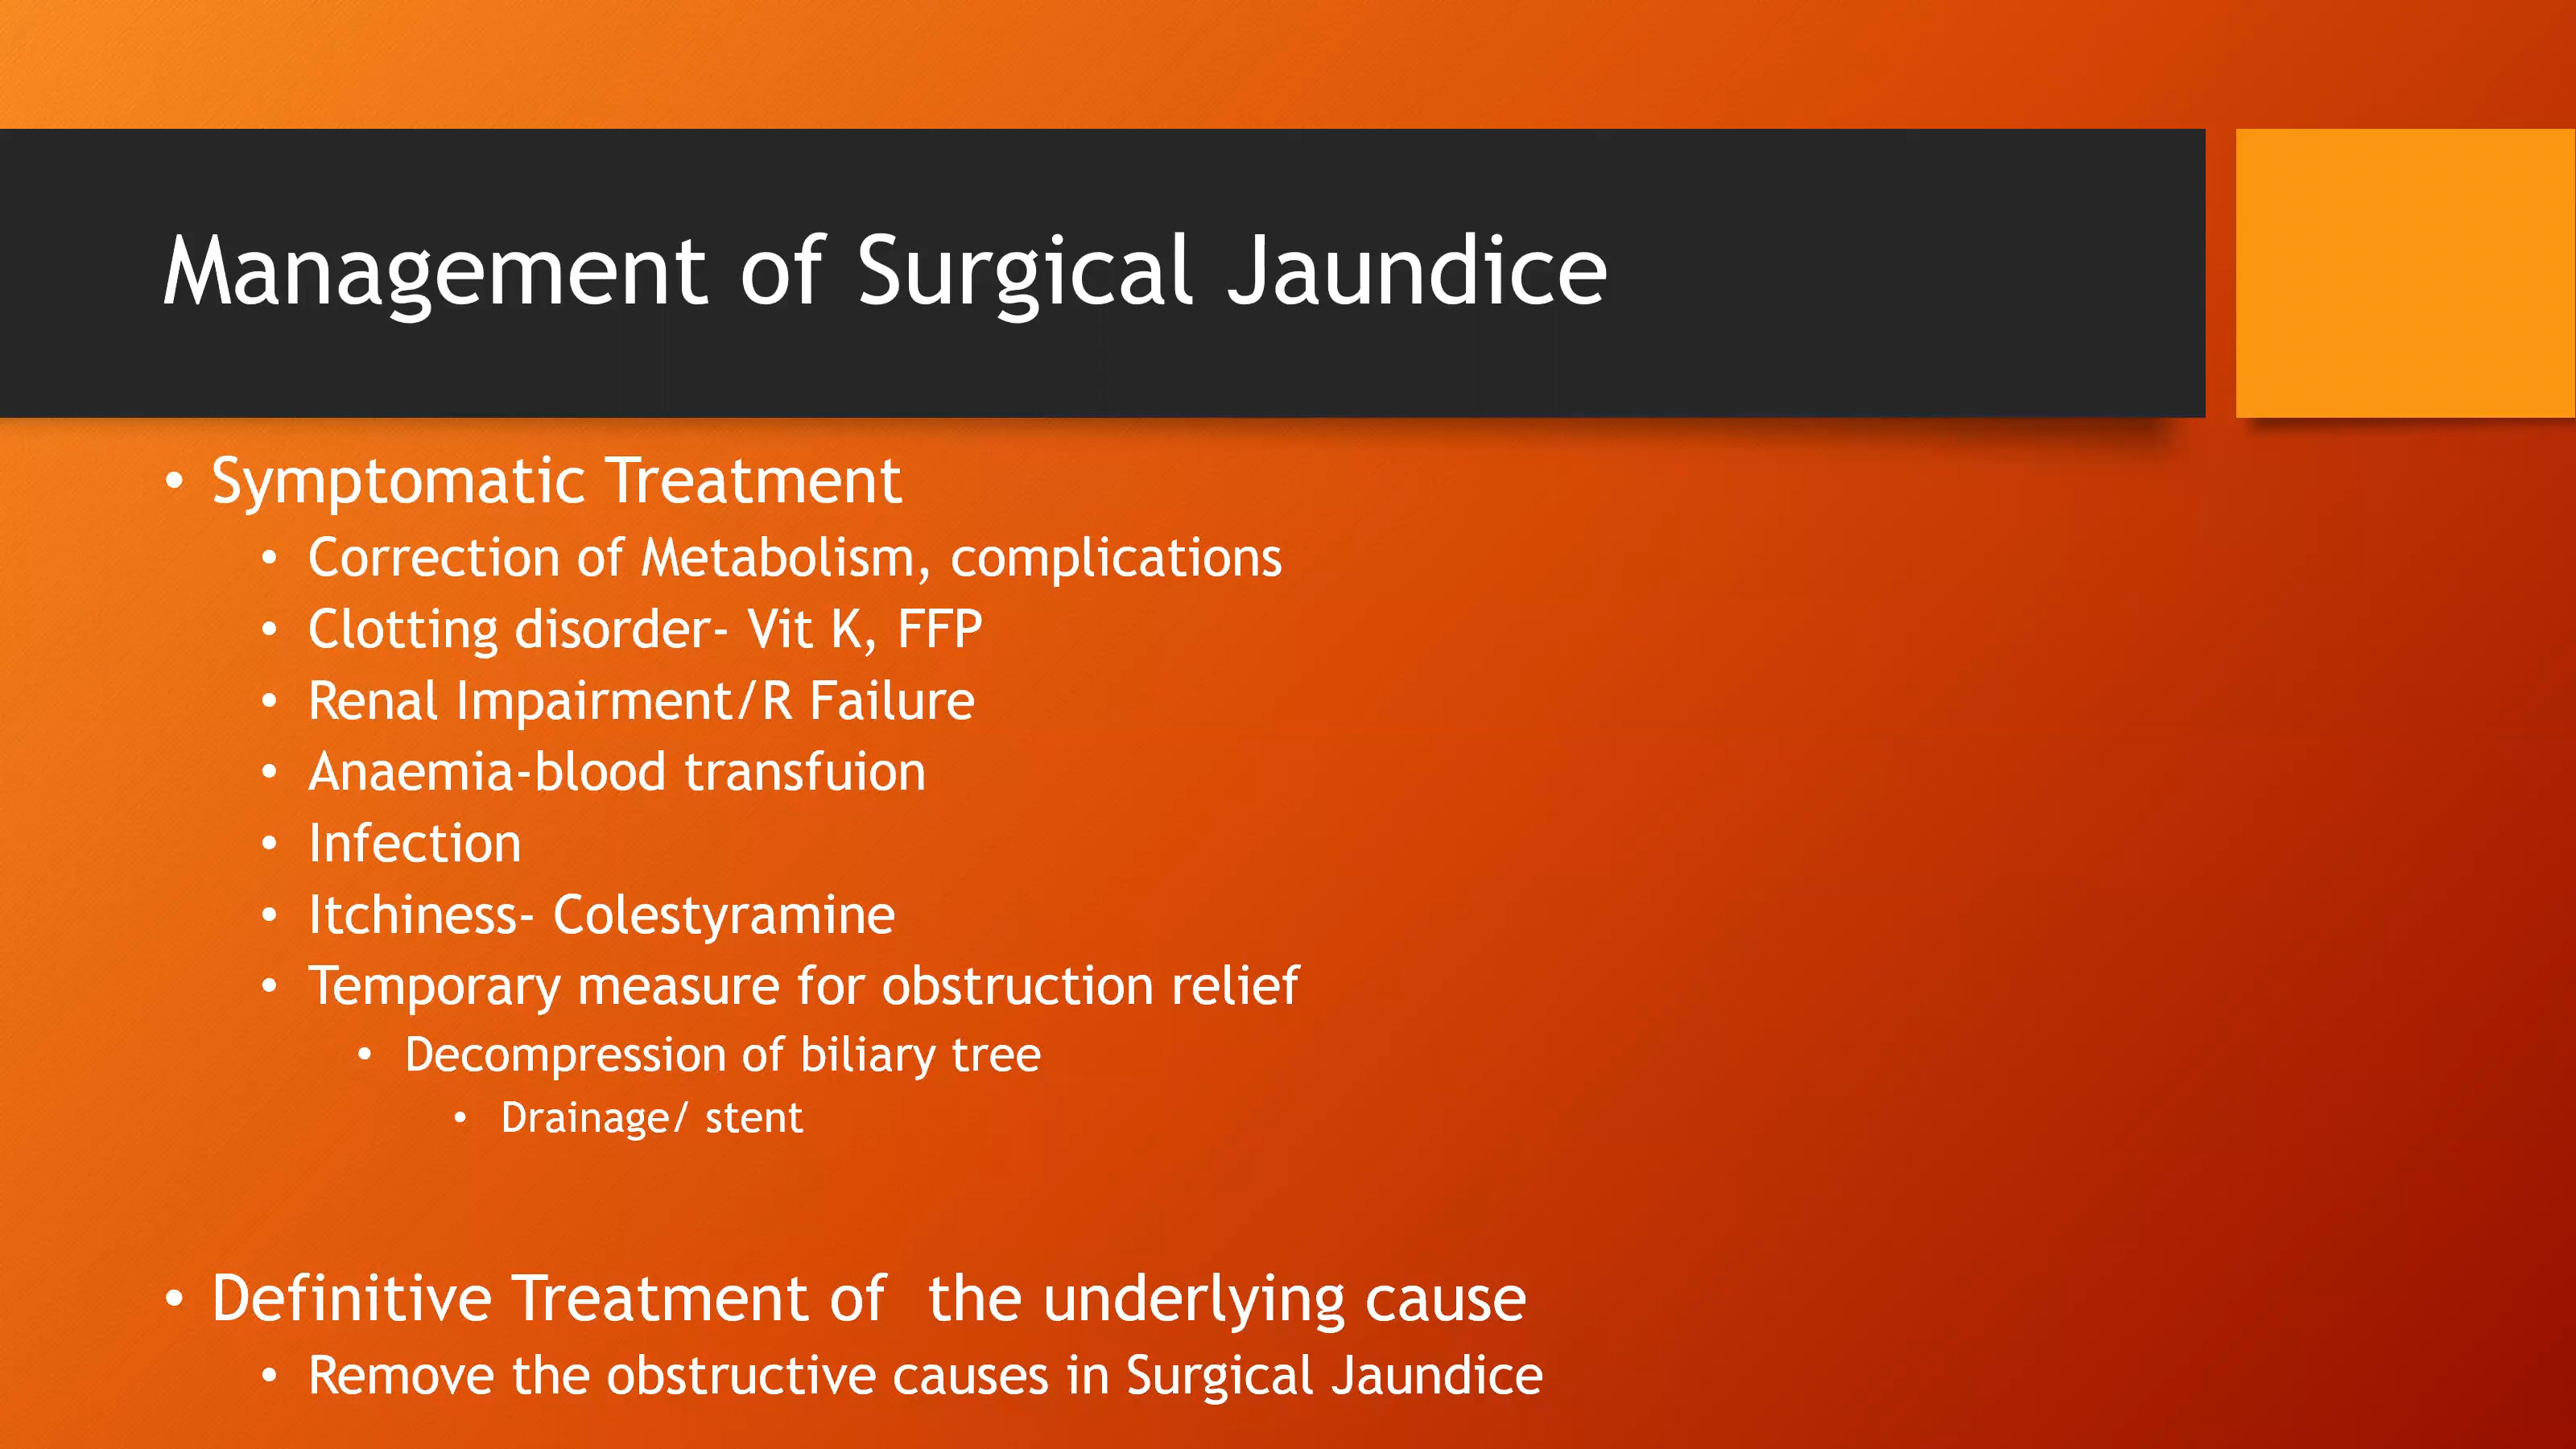 Management of Surgical Jaundice
• Symptomatic Treatment
• Correction of Metabolism, complications
• Clotting disorder- Vit K, FFP
• Renal Impairment/R Failure
• Anaemia-blood transfuion
• Infection
• Itchiness- Colestyramine
• Temporary measure for obstruction relief
• Decompression of biliary tree
• Drainage/ stent
• Definitive Treatment of  the underlying cause
• Remove the obstructive causes in Surgical Jaundice